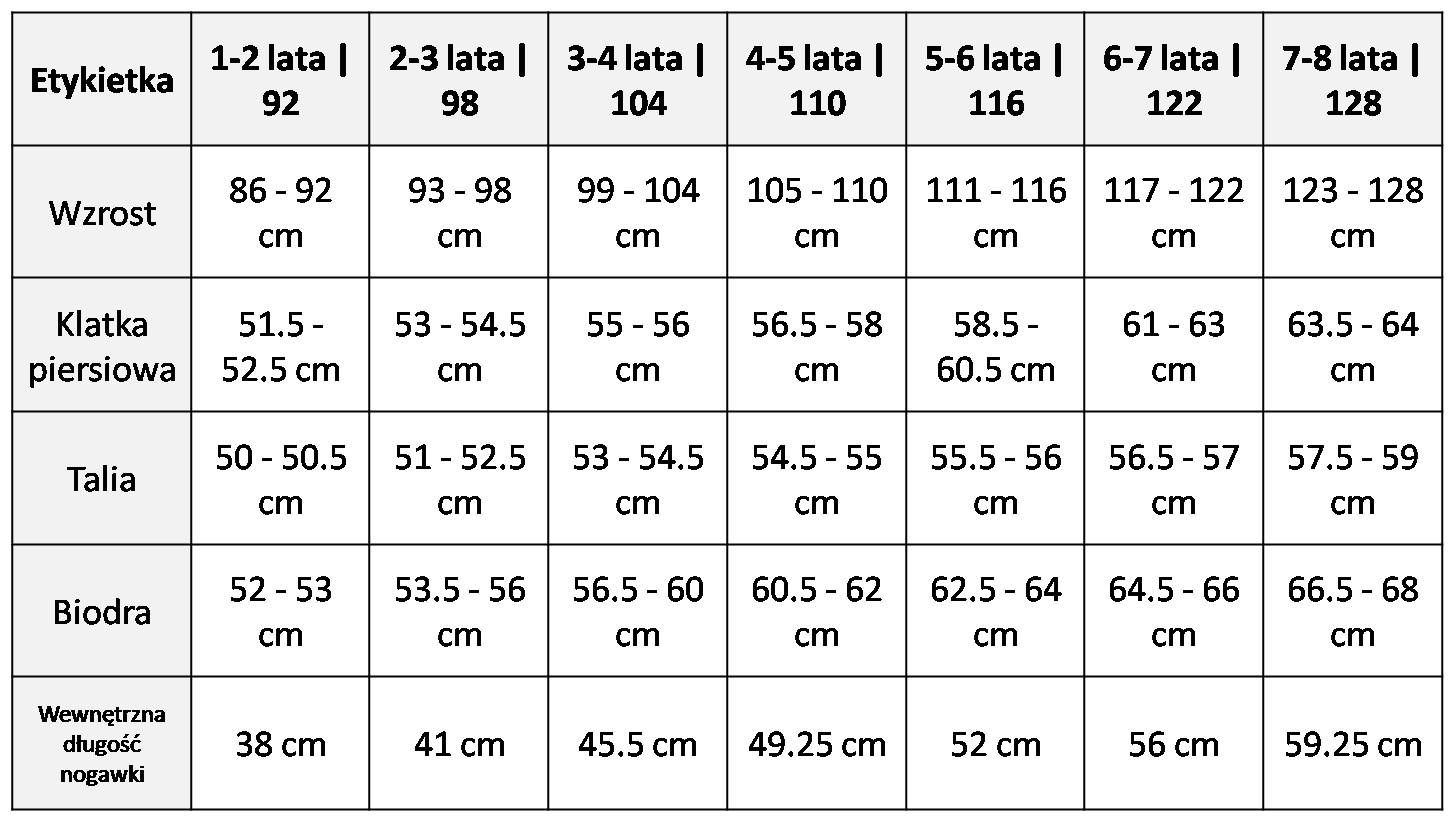 Etykietka
1-2 lata |
92
2-3 lata |
98
3-4 lata |
104
4-5 lata |
110
5-6 lata |
116
6-7 lata |
122
7-8 lata |
128
Wzrost
86 - 92
cm
93 - 98
cm
99 - 104
cm
105 - 110
cm
111 - 116
cm
117 - 122
cm
123 - 128
cm
Klatka
piersiowa
51.5 -
52.5 cm
53 - 54.5
cm
55 - 56
cm
56.5 - 58
cm
58.5 -
60.5 cm
61 - 63
cm
63.5 - 64
cm
Talia
50 - 50.5
cm
51 - 52.5
cm
53 - 54.5
cm
54.5 - 55
cm
55.5 - 56
cm
56.5 - 57
cm
57.5 - 59
cm
Biodra
52 - 53
cm
53.5 - 56
cm
56.5 - 60
cm
60.5 - 62
cm
62.5 - 64
cm
64.5 - 66
cm
66.5 - 68
cm
Wewnętrzna
długość
nogawki
38 cm
41 cm
45.5 cm
49.25 cm
52 cm
56 cm
59.25 cm